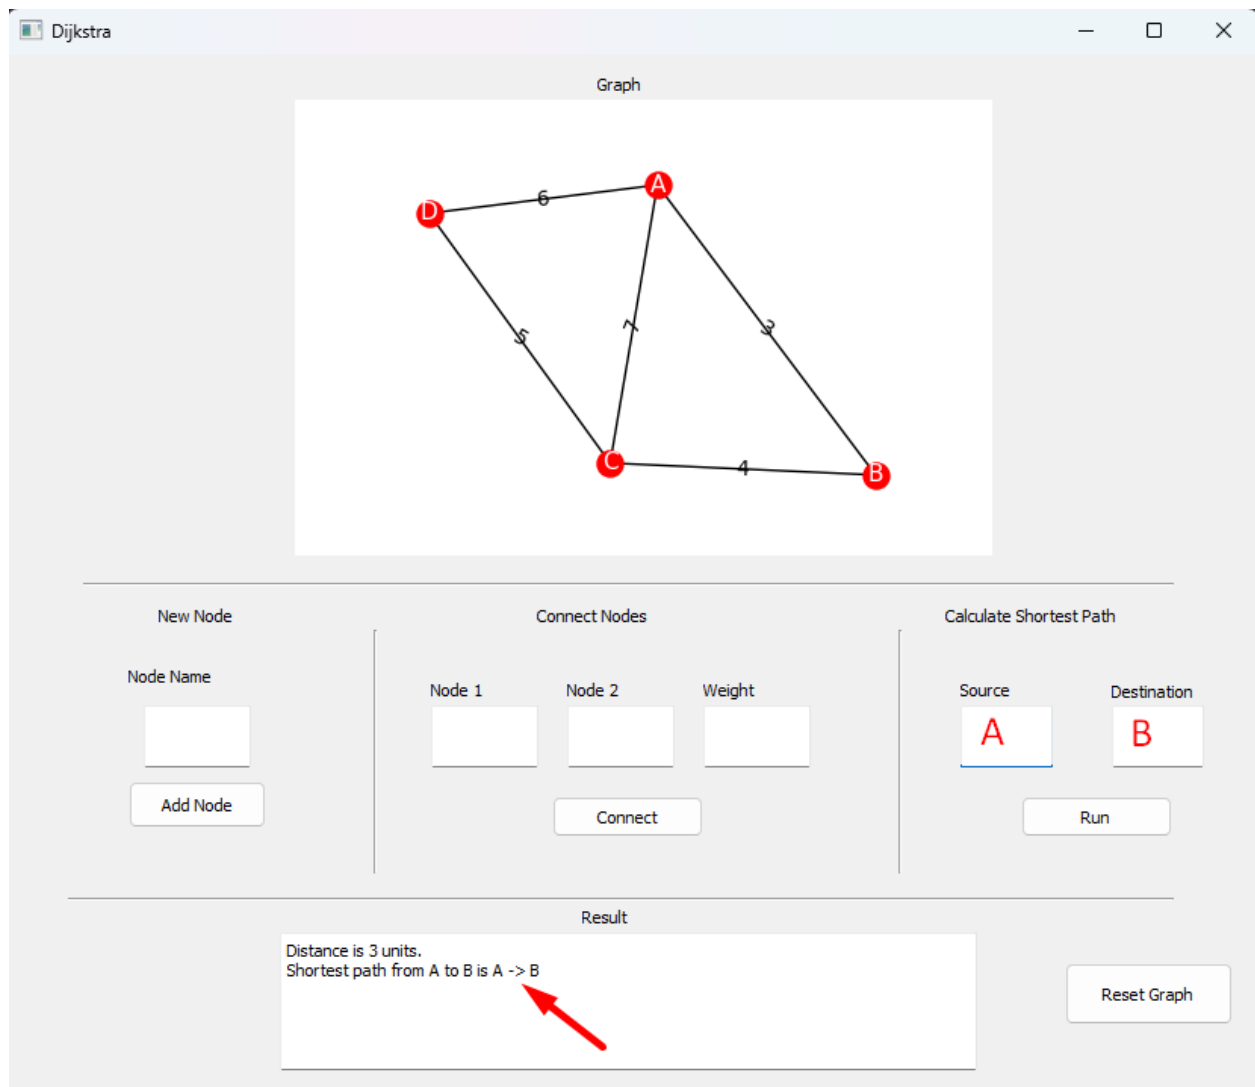 Dijkstra
Graph
A
D
6
5
7
3
C
4
B
New Node
Connect Nodes
Calculate Shortest Path
Node Name
Node 1
Node 2
Weight
Source
Destination
A
B
Add Node
Connect
Run
Result
Distance is 3 units.
Shortest path from A to B is A -> B
Reset Graph